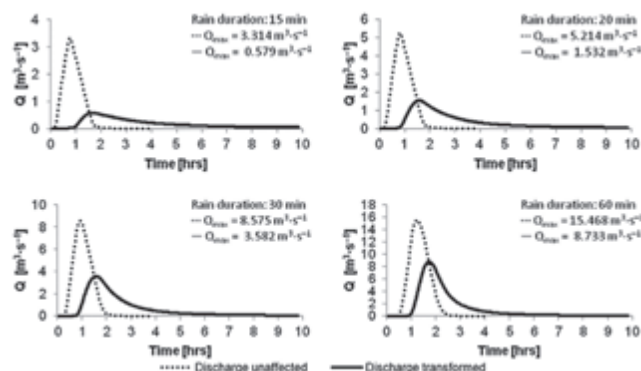 Rain duration: 15 min
Qmax = 3.314 m³·s⁻¹
Qmax = 0.579 m³·s⁻¹
Q [m³·s⁻¹]
4
3
2
1
0
0 1 2 3 4 5 6 7 8 9 10
Time [hrs]
Rain duration: 20 min
Qmax = 5.214 m³·s⁻¹
Qmax = 1.532 m³·s⁻¹
Q [m³·s⁻¹]
6
5
4
3
2
1
0
0 1 2 3 4 5 6 7 8 9 10
Time [hrs]
Rain duration: 30 min
Qmax = 8.575 m³·s⁻¹
Qmax = 3.582 m³·s⁻¹
Q [m³·s⁻¹]
10
8
6
4
2
0
0 1 2 3 4 5 6 7 8 9 10
Time [hrs]
Rain duration: 60 min
Qmax = 15.468 m³·s⁻¹
Qmax = 8.733 m³·s⁻¹
Q [m³·s⁻¹]
18
16
14
12
10
8
6
4
2
0
0 1 2 3 4 5 6 7 8 9 10
Time [hrs]
Discharge unaffected Discharge transformed